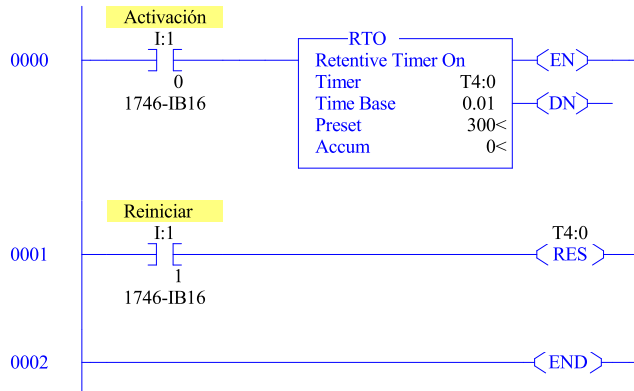 Activación
I:1
0000
0
1746-IB16
RTO
Retentive Timer On
Timer T4:0
Time Base 0.01
Preset 300<
Accum 0<
EN
DN
Reiniciar
I:1
0001
1
1746-IB16
T4:0
RES
0002
END